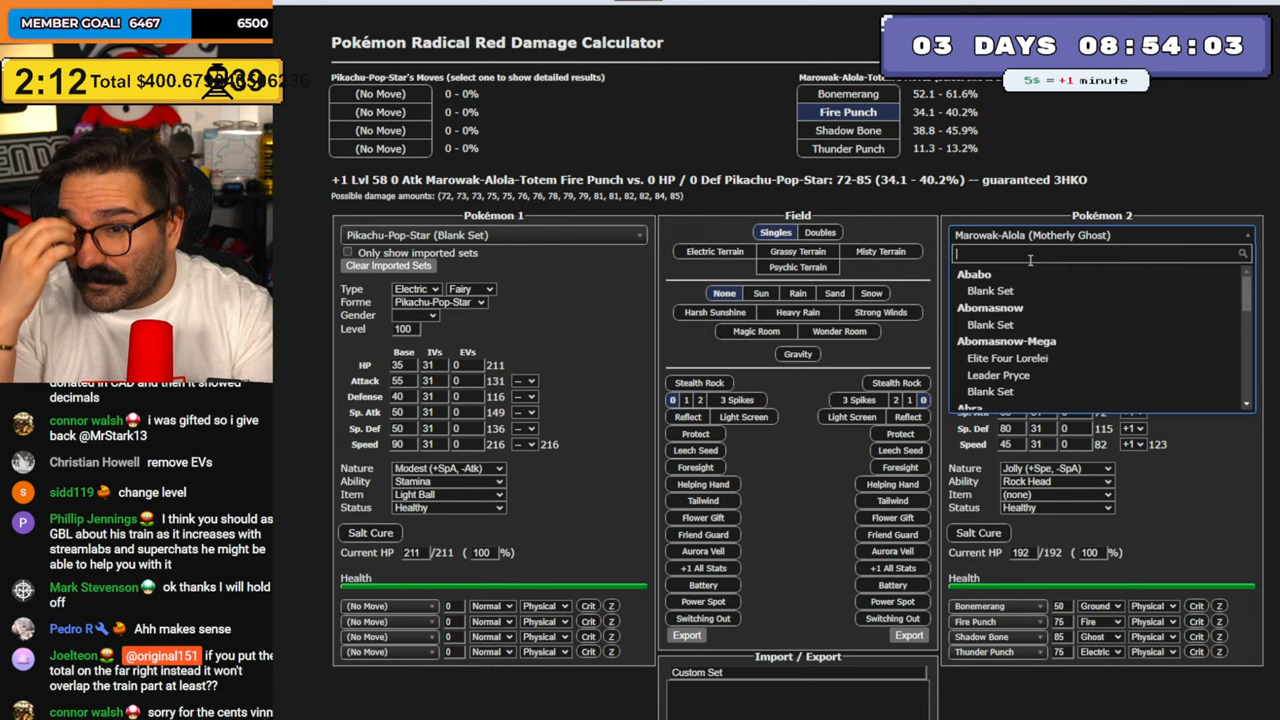 MEMBER GOAL! 6467 6500
2:12 Total $400.679
39
03 DAYS 08:54:03
5$ = +1 minute
Pokémon Radical Red Damage Calculator
Pikachu-Pop-Star's Moves (select one to show detailed results)
(No Move) 0 - 0%
(No Move) 0 - 0%
(No Move) 0 - 0%
(No Move) 0 - 0%
Marowak-Alola-Totem
Bonemerang 52.1 - 61.6%
Fire Punch 34.1 - 40.2%
Shadow Bone 38.8 - 45.9%
Thunder Punch 11.3 - 13.2%
+1 Lvl 58 0 Atk Marowak-Alola-Totem Fire Punch vs. 0 HP / 0 Def Pikachu-Pop-Star: 72-85 (34.1 - 40.2%) -- guaranteed 3HKO
Possible damage amounts: (72, 73, 73, 75, 75, 76, 76, 78, 79, 79, 81, 81, 82, 82, 84, 85)
Pokémon 1
Pikachu-Pop-Star (Blank Set)
Only show imported sets
Clear Imported Sets
Type Electric Fairy
Forme Pikachu-Pop-Star
Gender
Level 100
Base IVs EVs
HP 35 31 0 211
Attack 55 31 0 131 --
Defense 40 31 0 116 --
Sp. Atk 50 31 0 149 --
Sp. Def 50 31 0 136 --
Speed 90 31 0 216 -- 216
Nature Modest (+SpA, -Atk)
Ability Stamina
Item Light Ball
Status Healthy
Salt Cure
Current HP 211 /211 ( 100 %)
Health
(No Move) 0 Normal Physical Crit Z
(No Move) 0 Normal Physical Crit Z
(No Move) 0 Normal Physical Crit Z
(No Move) 0 Normal Physical Crit Z
Field
Singles Doubles
Electric Terrain Grassy Terrain Misty Terrain
Psychic Terrain
None Sun Rain Sand Snow
Harsh Sunshine Heavy Rain Strong Winds
Magic Room Wonder Room
Gravity
Stealth Rock Stealth Rock
0 1 2 3 Spikes 3 Spikes 2 1 0
Reflect Light Screen Light Screen Reflect
Protect Protect
Leech Seed Leech Seed
Foresight Foresight
Helping Hand Helping Hand
Tailwind Tailwind
Flower Gift Flower Gift
Friend Guard Friend Guard
Aurora Veil Aurora Veil
+1 All Stats +1 All Stats
Battery Battery
Power Spot Power Spot
Switching Out Switching Out
Export Export
Import / Export
Custom Set
Pokémon 2
Marowak-Alola (Motherly Ghost)
Ababo
Blank Set
Abomasnow
Blank Set
Abomasnow-Mega
Elite Four Lorelei
Leader Pryce
Blank Set
Abra
Sp. Def 80 31 0 115 +1
Speed 45 31 0 82 +1 123
Nature Jolly (+Spe, -SpA)
Ability Rock Head
Item (none)
Status Healthy
Salt Cure
Current HP 192 /192 ( 100 %)
Health
Bonemerang 50 Ground Physical Crit Z
Fire Punch 75 Fire Physical Crit Z
Shadow Bone 85 Ghost Physical Crit Z
Thunder Punch 75 Electric Physical Crit Z
donated in CAD and then it showed
decimals
connor walsh i was gifted so i give
back @MrStark13
Christian Howell remove EVs
sidd119 change level
Phillip Jennings I think you should as
GBL about his train as it increases with
streamlabs and superchats he might be
able to help you with it
Mark Stevenson ok thanks I will hold
off
Pedro R Ahh makes sense
Joelteon @original151 if you put the
total on the far right instead it won't
overlap the train part at least??
connor walsh sorry for the cents vinn